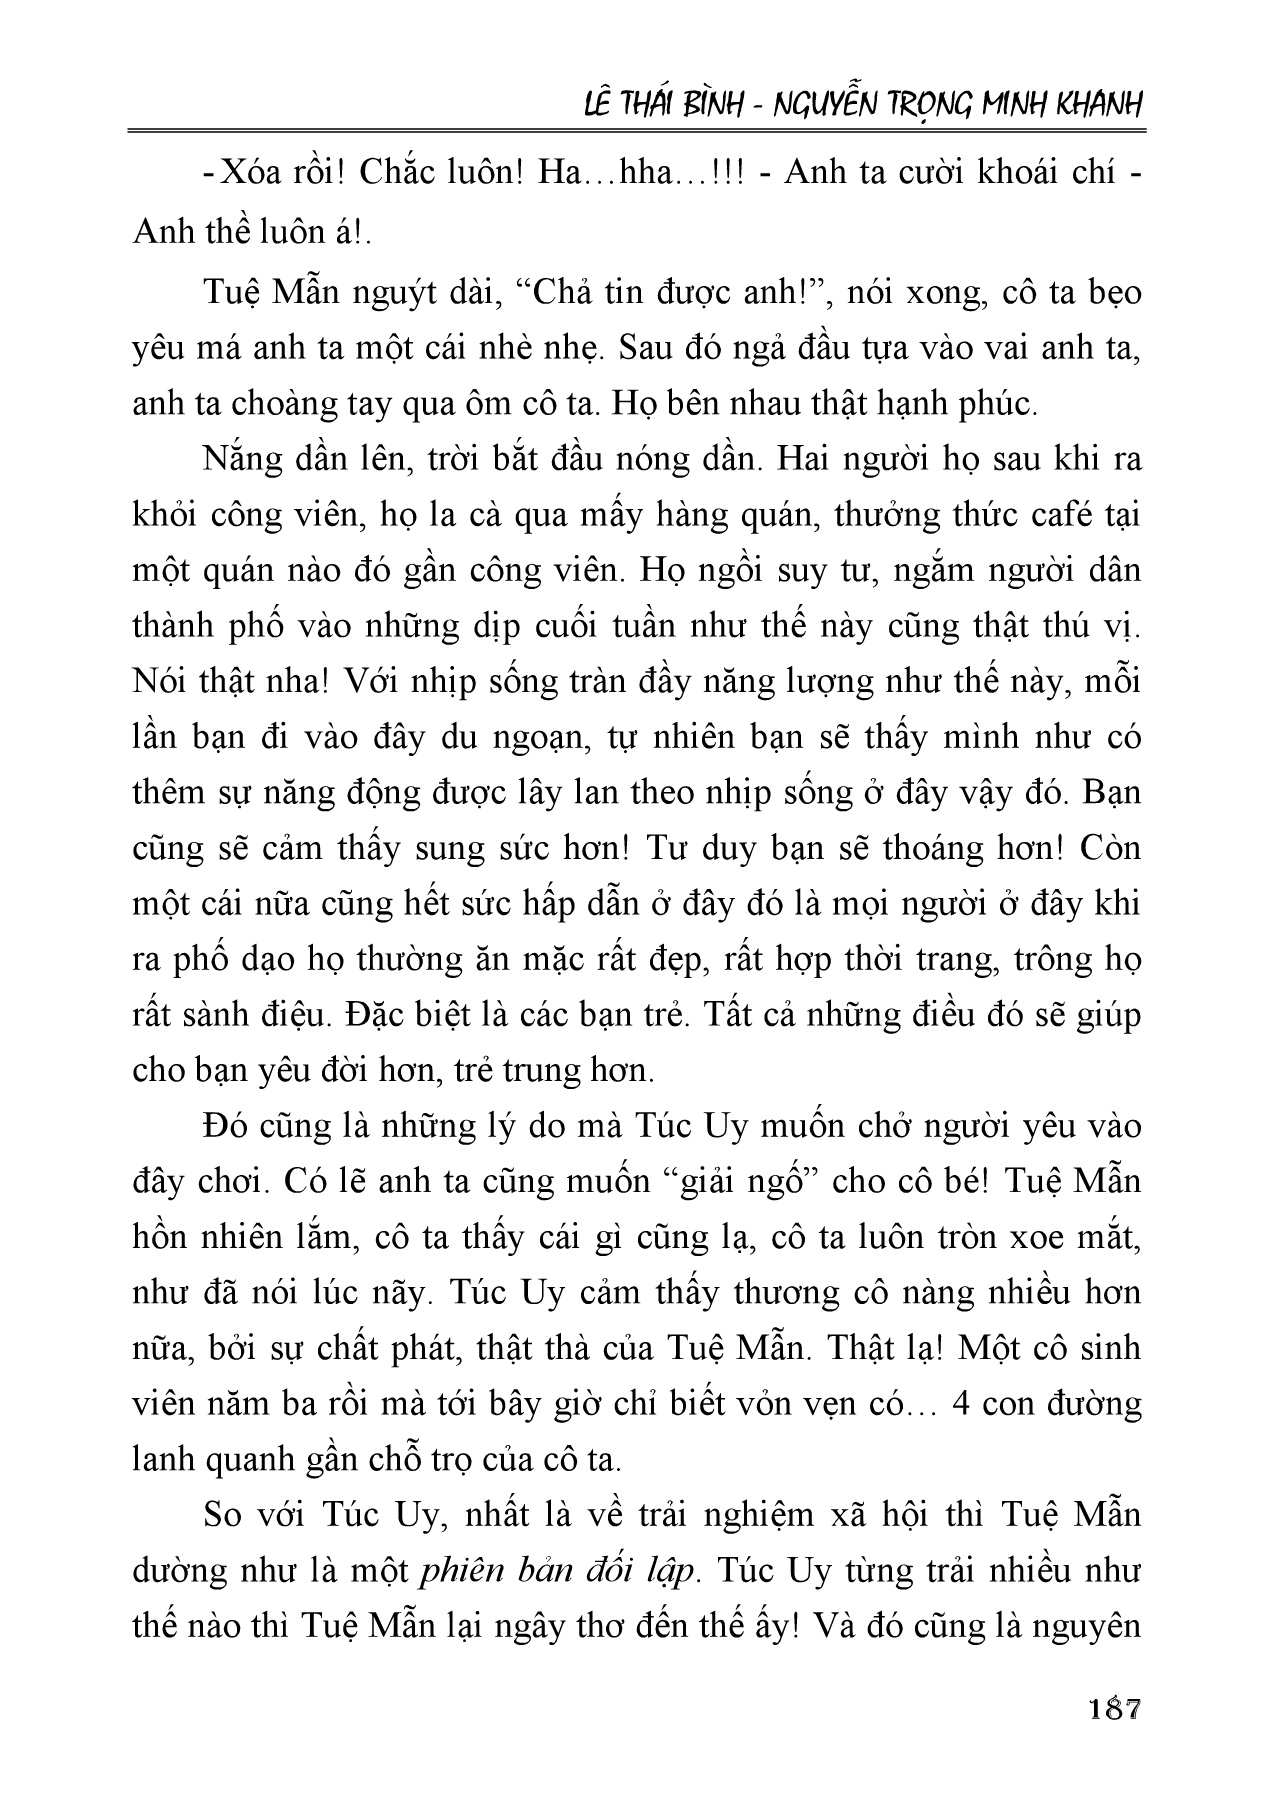 LÊ THÁI BÌNH - NGUYỄN TRỌNG MINH KHANH
- Xóa rồi! Chắc luôn! Ha…hha…!!! - Anh ta cười khoái chí -
Anh thề luôn á!.
Tuệ Mẫn nguýt dài, “Chả tin được anh!”, nói xong, cô ta bẹo
yêu má anh ta một cái nhè nhẹ. Sau đó ngả đầu tựa vào vai anh ta,
anh ta choàng tay qua ôm cô ta. Họ bên nhau thật hạnh phúc.
Nắng dần lên, trời bắt đầu nóng dần. Hai người họ sau khi ra
khỏi công viên, họ la cà qua mấy hàng quán, thưởng thức café tại
một quán nào đó gần công viên. Họ ngồi suy tư, ngắm người dân
thành phố vào những dịp cuối tuần như thế này cũng thật thú vị.
Nói thật nha! Với nhịp sống tràn đầy năng lượng như thế này, mỗi
lần bạn đi vào đây du ngoạn, tự nhiên bạn sẽ thấy mình như có
thêm sự năng động được lây lan theo nhịp sống ở đây vậy đó. Bạn
cũng sẽ cảm thấy sung sức hơn! Tư duy bạn sẽ thoáng hơn! Còn
một cái nữa cũng hết sức hấp dẫn ở đây đó là mọi người ở đây khi
ra phố dạo họ thường ăn mặc rất đẹp, rất hợp thời trang, trông họ
rất sành điệu. Đặc biệt là các bạn trẻ. Tất cả những điều đó sẽ giúp
cho bạn yêu đời hơn, trẻ trung hơn.
Đó cũng là những lý do mà Túc Uy muốn chở người yêu vào
đây chơi. Có lẽ anh ta cũng muốn “giải ngố” cho cô bé! Tuệ Mẫn
hồn nhiên lắm, cô ta thấy cái gì cũng lạ, cô ta luôn tròn xoe mắt,
như đã nói lúc nãy. Túc Uy cảm thấy thương cô nàng nhiều hơn
nữa, bởi sự chất phát, thật thà của Tuệ Mẫn. Thật lạ! Một cô sinh
viên năm ba rồi mà tới bây giờ chỉ biết vỏn vẹn có… 4 con đường
lanh quanh gần chỗ trọ của cô ta.
So với Túc Uy, nhất là về trải nghiệm xã hội thì Tuệ Mẫn
dường như là một phiên bản đối lập. Túc Uy từng trải nhiều như
thế nào thì Tuệ Mẫn lại ngây thơ đến thế ấy! Và đó cũng là nguyên
187